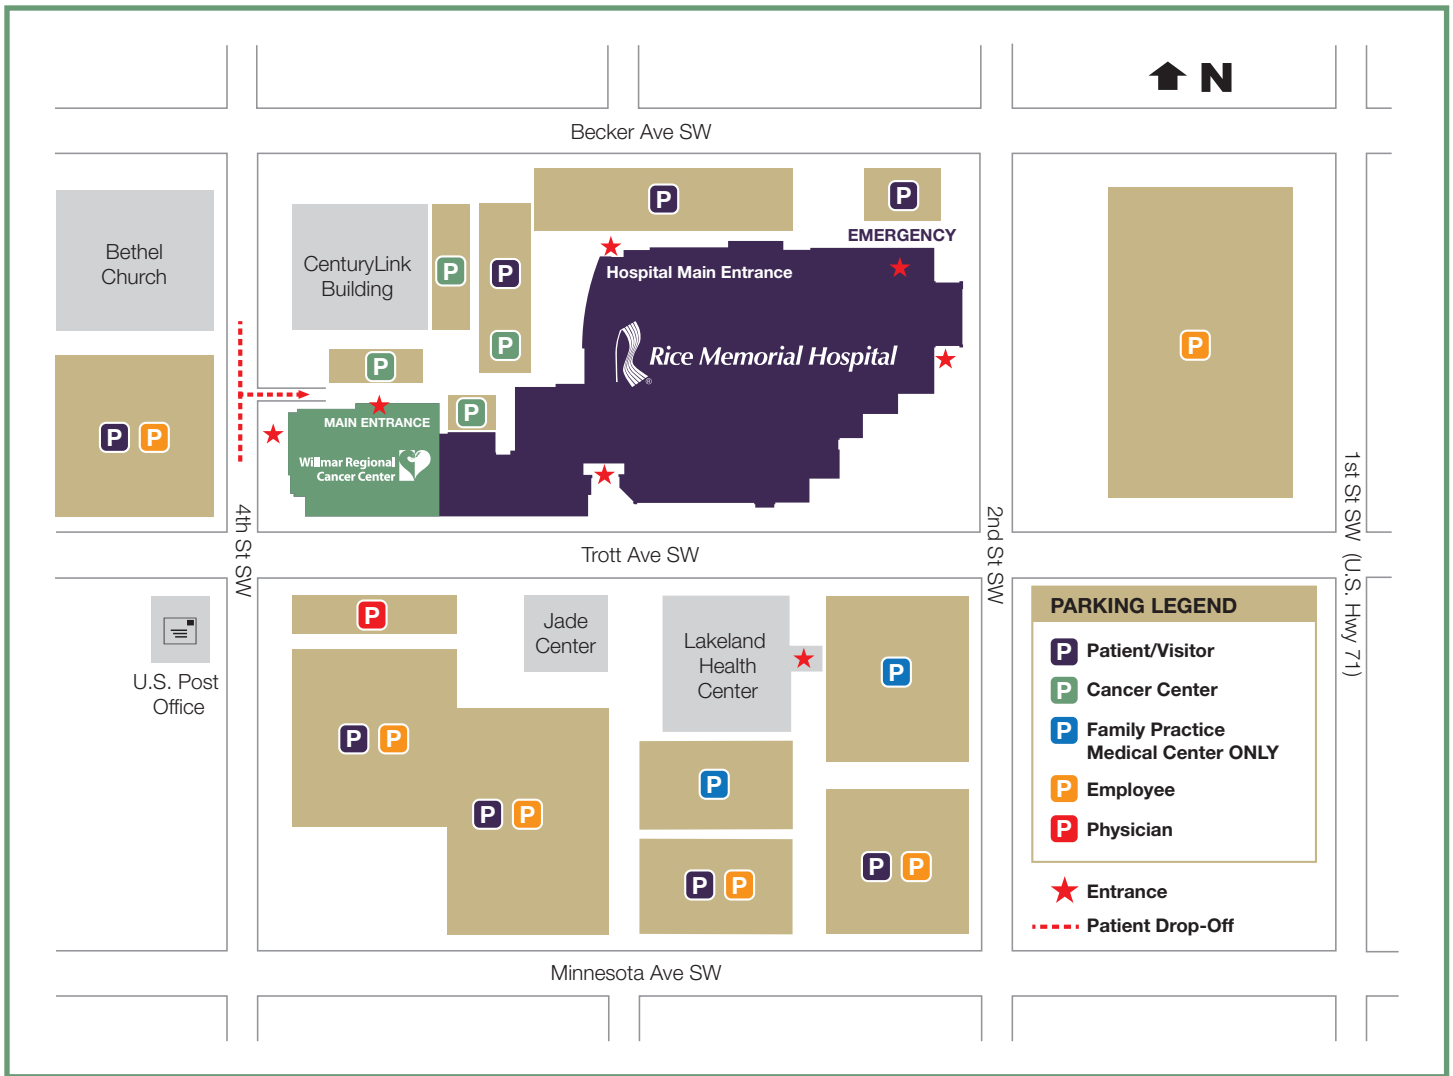 N
Becker Ave SW
P
P
EMERGENCY
Bethel
Church
CenturyLink
Building
P
P
Hospital Main Entrance
P
Rice Memorial Hospital
®
P
P
P
MAIN ENTRANCE
P
P P
Willmar Regional
Cancer Center
4th St SW
2nd St SW
1st St SW (U.S. Hwy 71)
Trott Ave SW
P
Jade
Center
Lakeland
Health
Center
P
U.S. Post
Office
P P
P
P P
P P
P P
PARKING LEGEND
P Patient/Visitor
P Cancer Center
P Family Practice
Medical Center ONLY
P Employee
P Physician
Entrance
Patient Drop-Off
Minnesota Ave SW